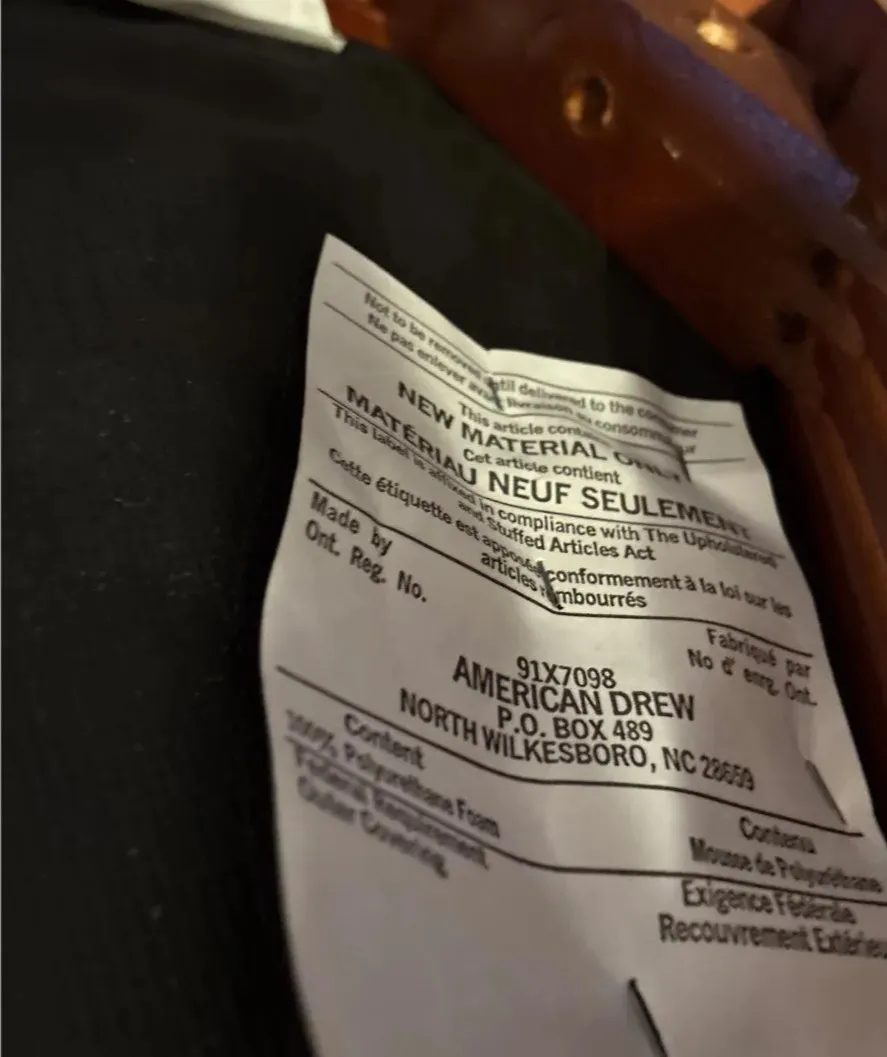 Not to be removed until delivered to the consumer
Ne pas enlever avant livraison au consommateur
This article contains
NEW MATERIAL ONLY
Cet article contient
MATÉRIAU NEUF SEULEMENT
This label is affixed in compliance with The Upholstered
and Stuffed Articles Act
Cette étiquette est apposée conformement à la loi sur les
articles rembourrés
Made by
Ont. Reg. No.
Fabriqué par
No d' enrg. Ont.
91X7098
AMERICAN DREW
P.O. BOX 489
NORTH WILKESBORO, NC 28659
Content
100% Polyurethane Foam
Federal Requirement
Outer Covering
Contenu
Mousse de Polyuréthane
Exigence Fédérale
Recouvrement Extérieu